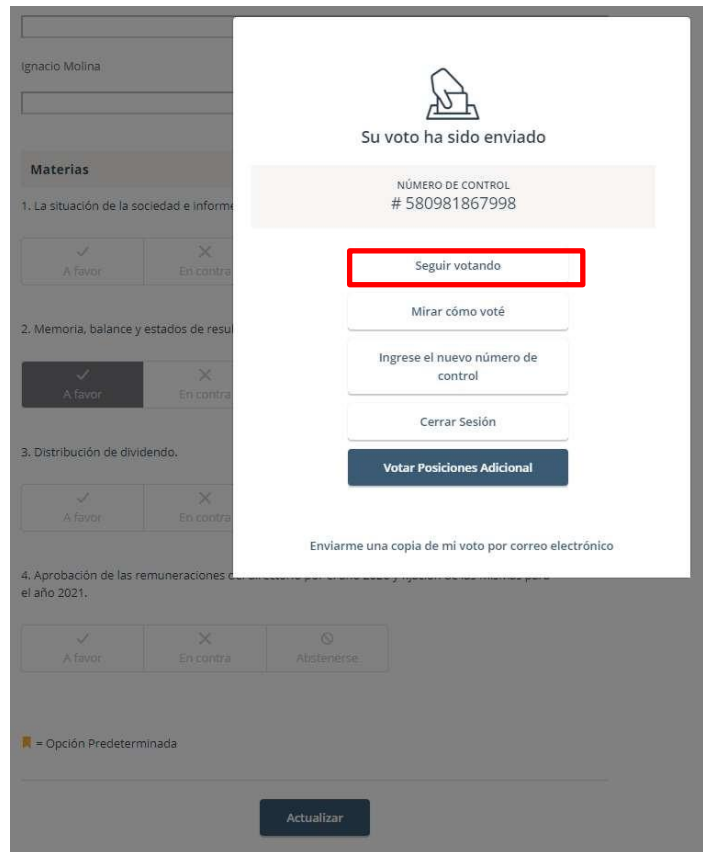 Ignacio Molina
Materias
1. La situación de la sociedad e informe
A favor
En contra
2. Memoria, balance y estados de resul
A favor
En contra
3. Distribución de dividendo.
A favor
En contra
4. Aprobación de las remuneraciones
el año 2021.
A favor
En contra
Abstenerse
= Opción Predeterminada
Actualizar
Su voto ha sido enviado
NÚMERO DE CONTROL
# 580981867998
Seguir votando
Mirar cómo voté
Ingrese el nuevo número de
control
Cerrar Sesión
Votar Posiciones Adicional
Enviarme una copia de mi voto por correo electrónico